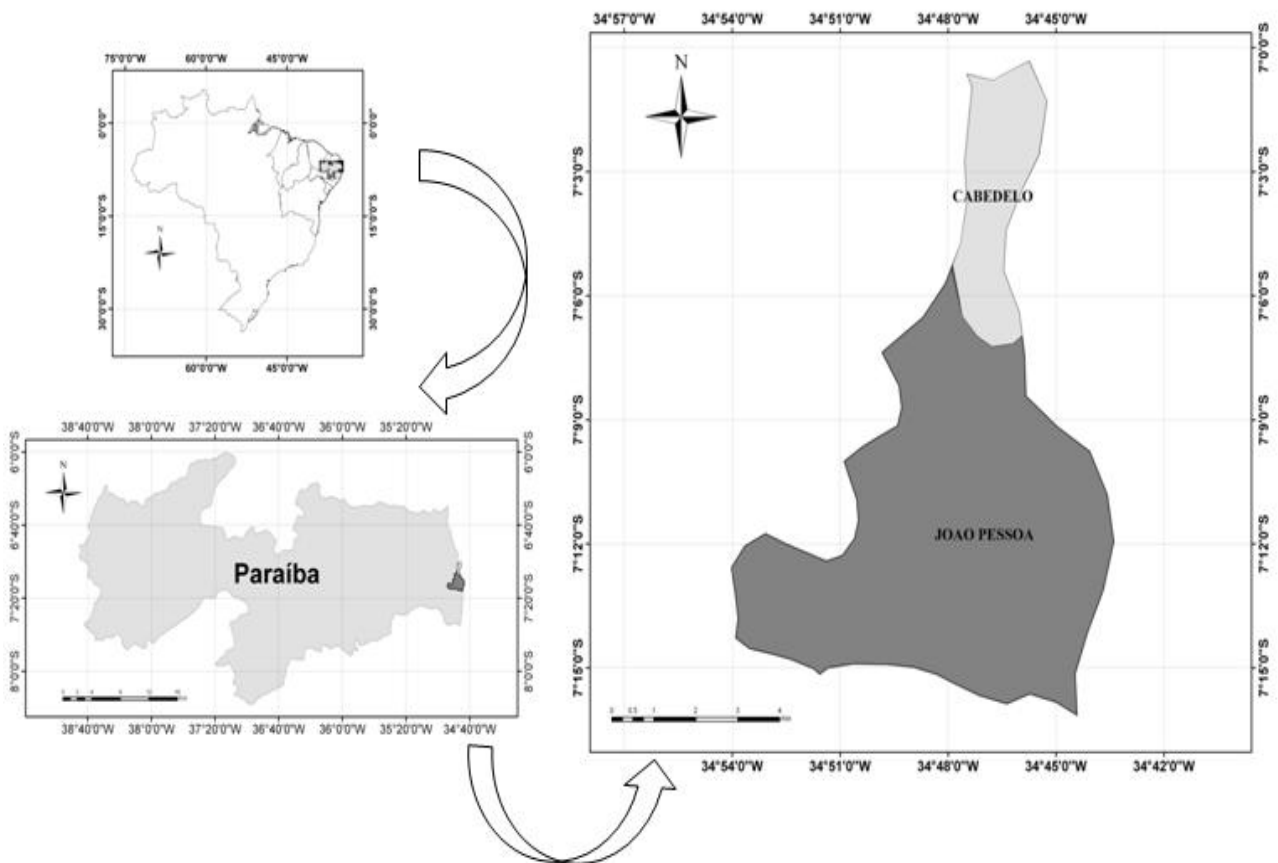 75°0'0"W 60°0'0"W 45°0'0"W
0°0'0" 0°0'0"
15°0'0"S 15°0'0"S
30°0'0"S 30°0'0"S
60°0'0"W 45°0'0"W
38°40'0"W 38°0'0"W 37°20'0"W 36°40'0"W 36°0'0"W 35°20'0"W
N
6°0'0"S 6°0'0"S
6°40'0"S 6°40'0"S
Paraíba
7°20'0"S 7°20'0"S
8°0'0"S 8°0'0"S
38°40'0"W 38°0'0"W 37°20'0"W 36°40'0"W 36°0'0"W 35°20'0"W 34°40'0"W
34°57'0"W 34°54'0"W 34°51'0"W 34°48'0"W 34°45'0"W
7°0'0"S
N
7°3'0"S 7°3'0"S
CABEDELO
7°6'0"S 7°6'0"S
7°9'0"S 7°9'0"S
JOAO PESSOA
7°12'0"S 7°12'0"S
7°15'0"S 7°15'0"S
0 0.5 1 2 3 4
34°54'0"W 34°51'0"W 34°48'0"W 34°45'0"W 34°42'0"W